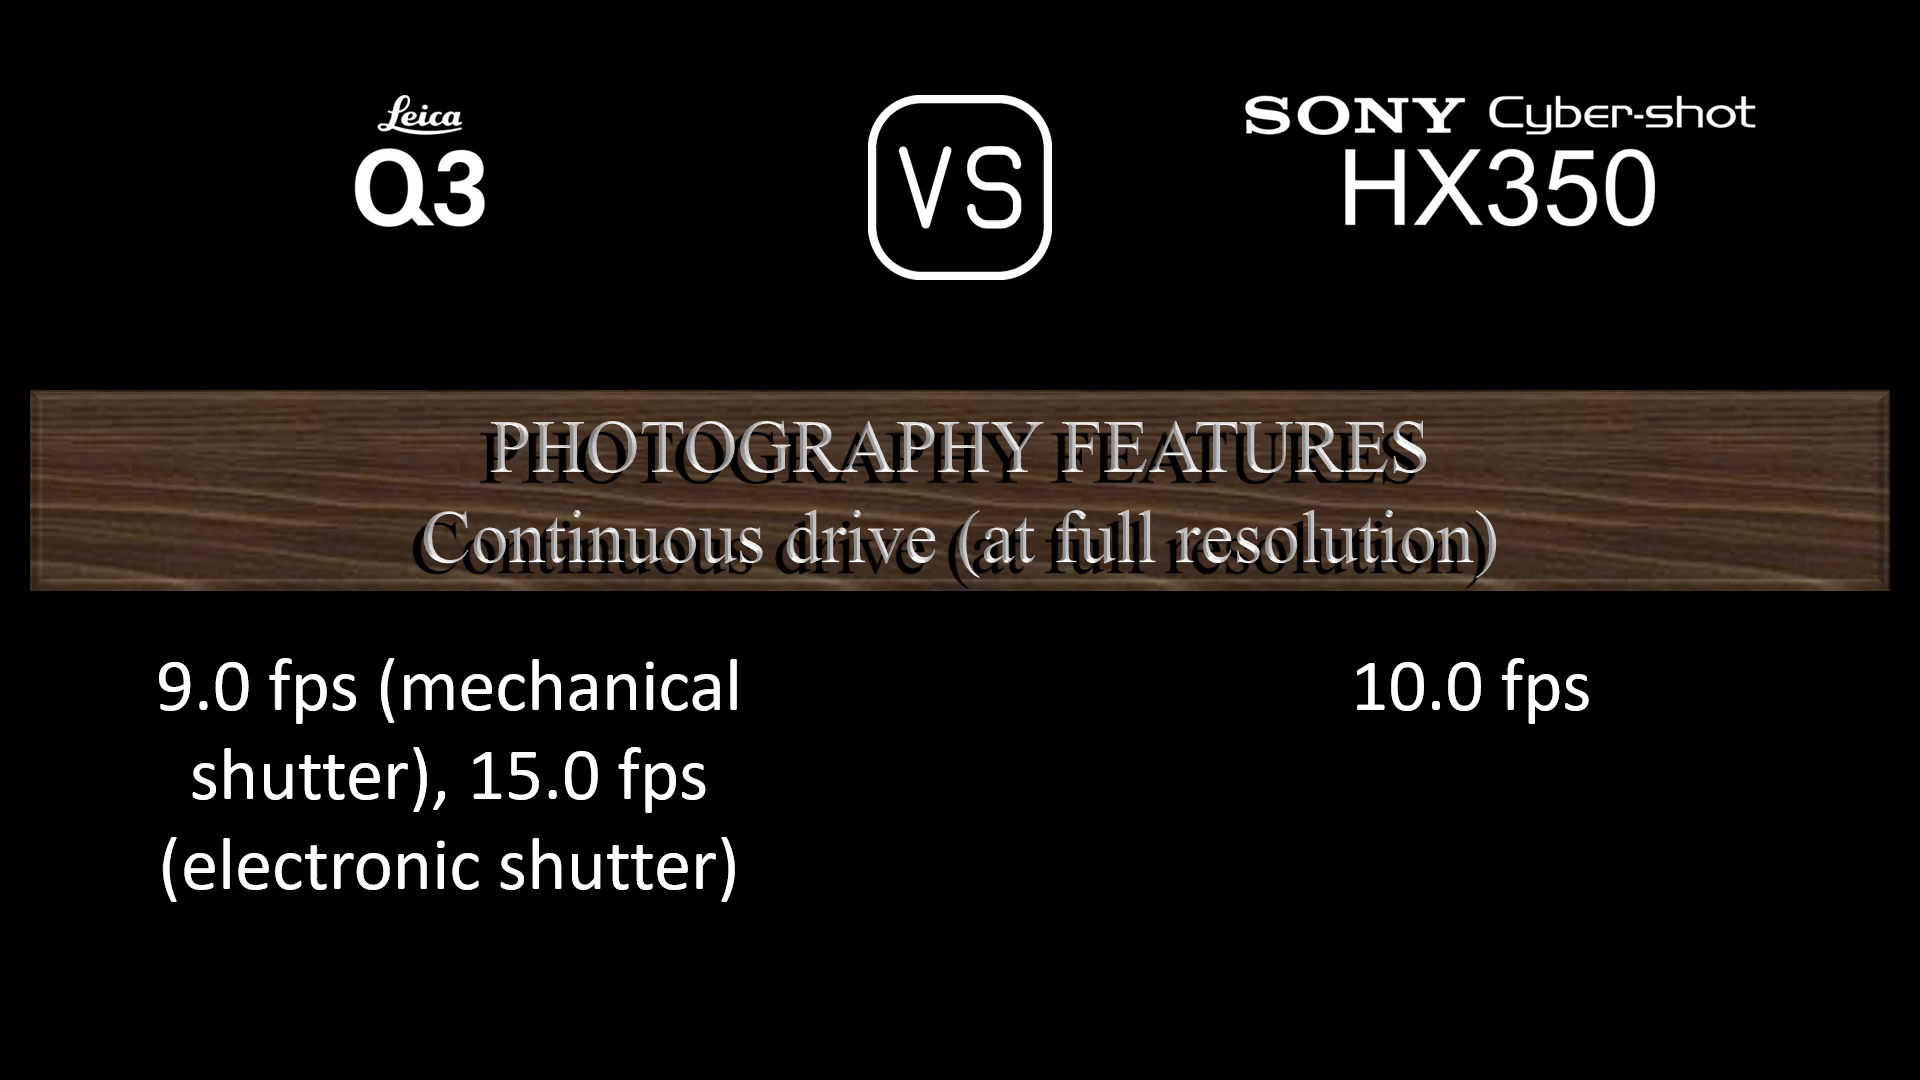 Leica
Q3
VS
SONY Cyber-shot
HX350
PHOTOGRAPHY FEATURES
Continuous drive (at full resolution)
9.0 fps (mechanical
shutter), 15.0 fps
(electronic shutter)
10.0 fps